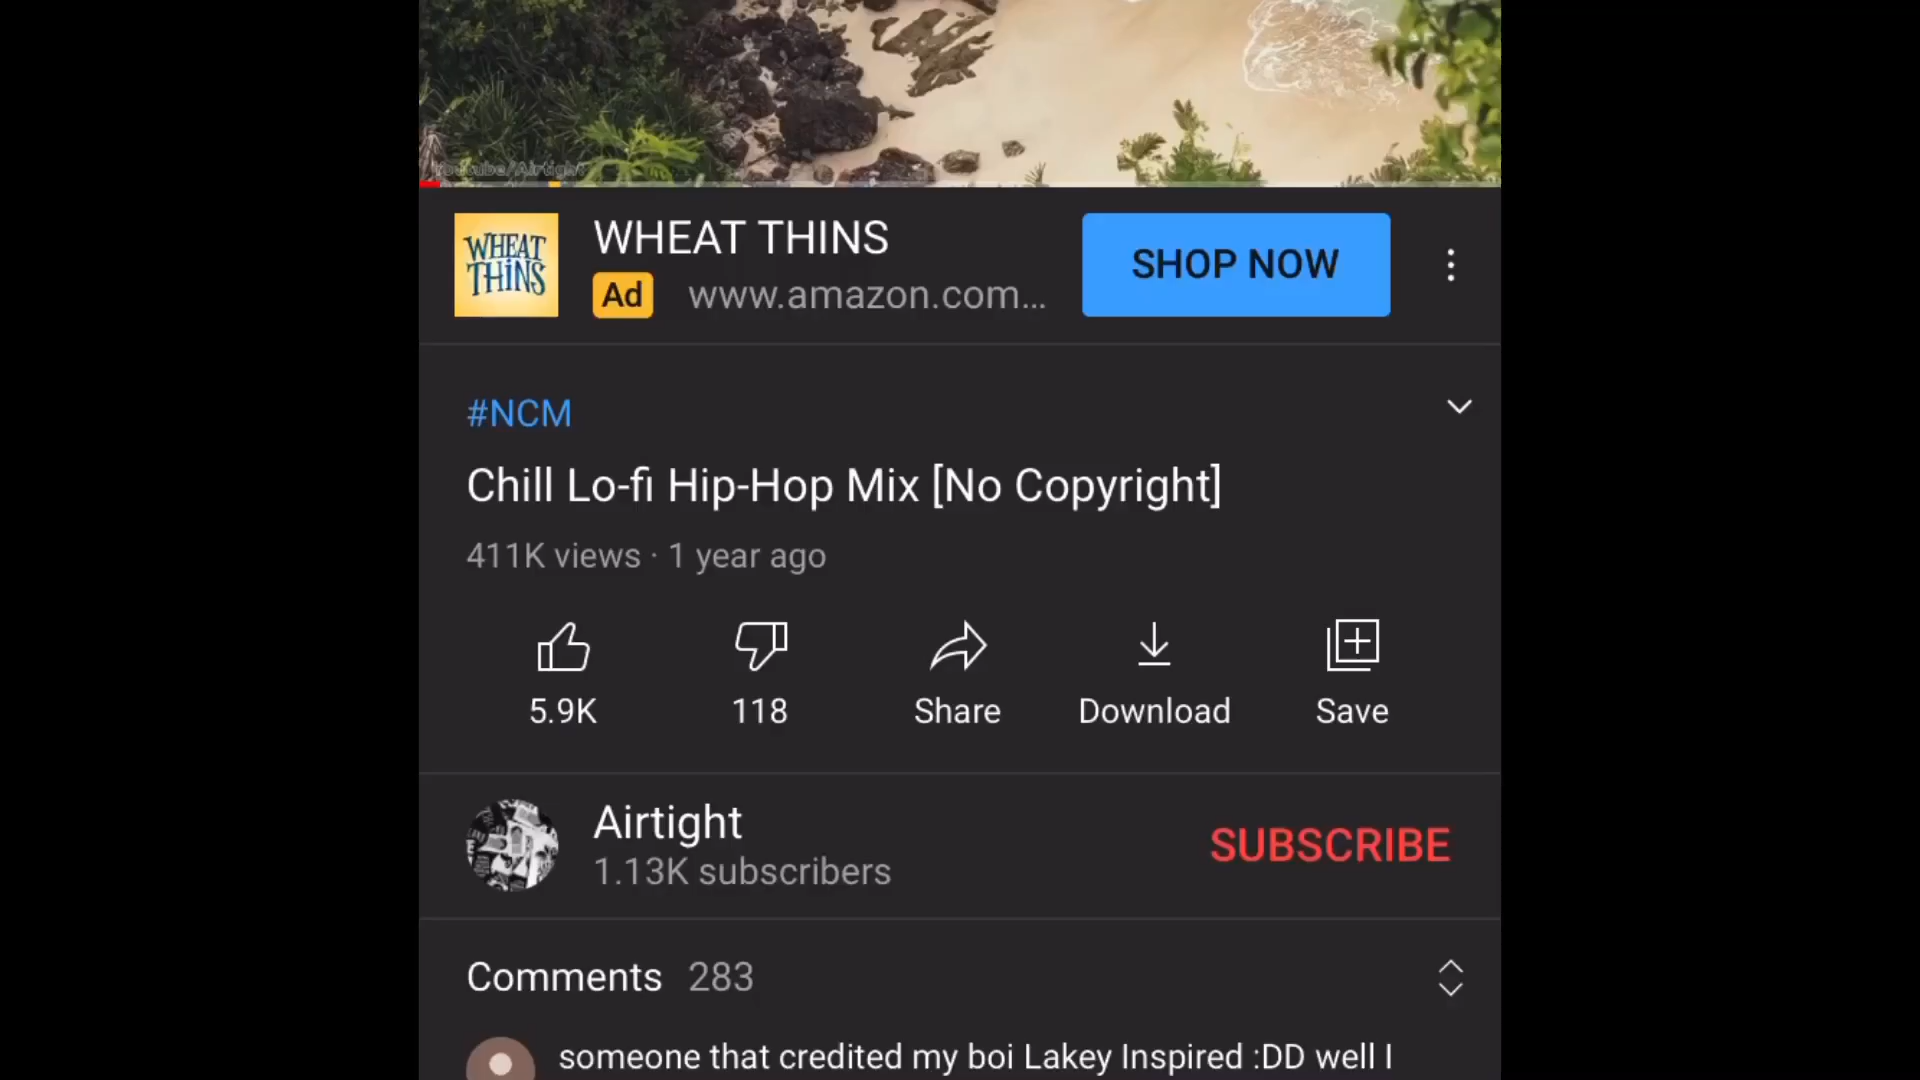 Youtube/Airtight
WHEAT THINS
WHEAT
THINS
Ad www.amazon.com...
SHOP NOW
#NCM
Chill Lo-fi Hip-Hop Mix [No Copyright]
411K views · 1 year ago
5.9K 118 Share Download Save
Airtight
1.13K subscribers
SUBSCRIBE
Comments 283
someone that credited my boi Lakey Inspired :DD well I